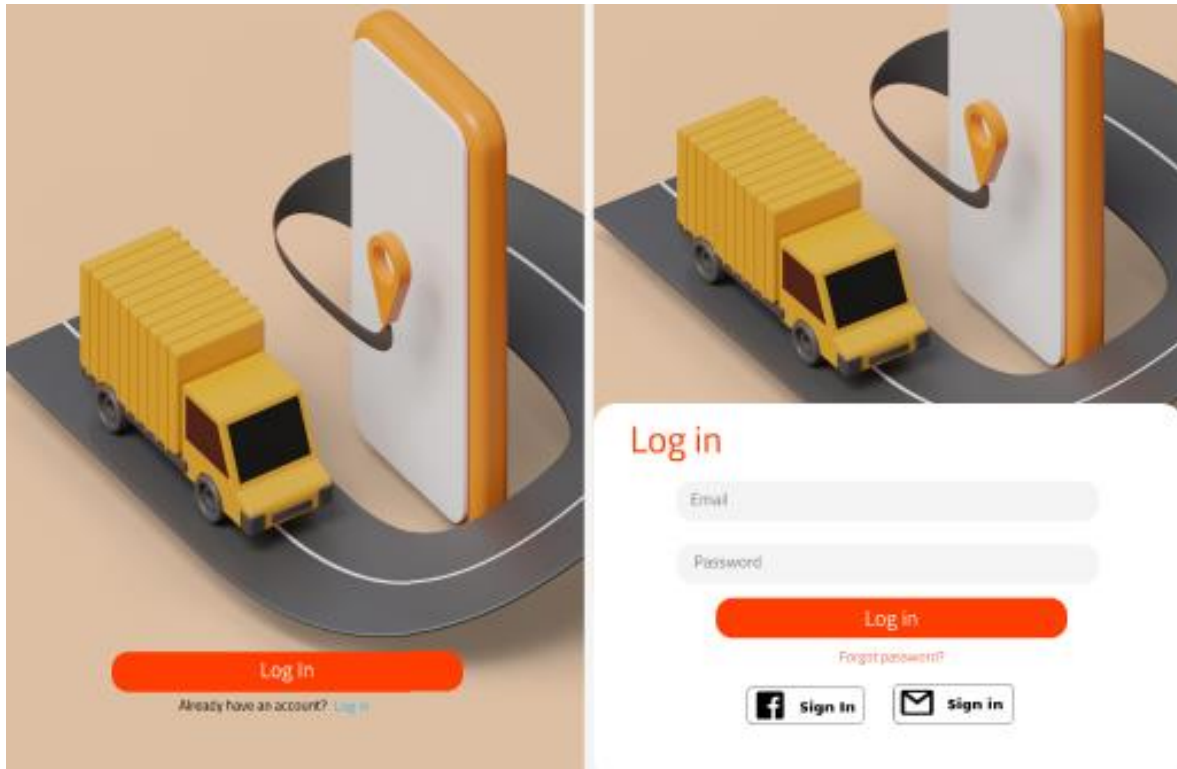 Log In
Already have an account? Log in
Log in
Email
Password
Log in
Forgot password?
Sign In
Sign in